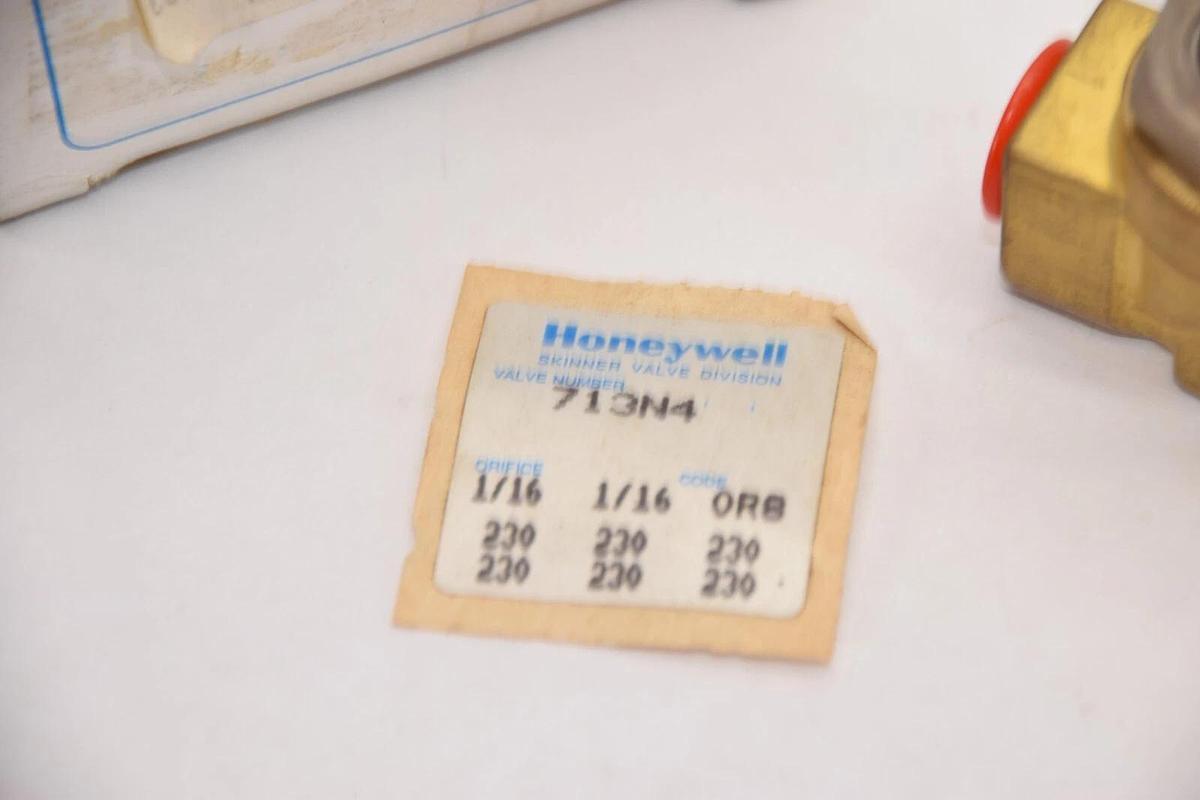 Honeywell
SKINNER VALVE DIVISION
VALVE NUMBER
713N4
ORIFICE CODE
1/16 1/16 0R8
230 230 230
230 230 230